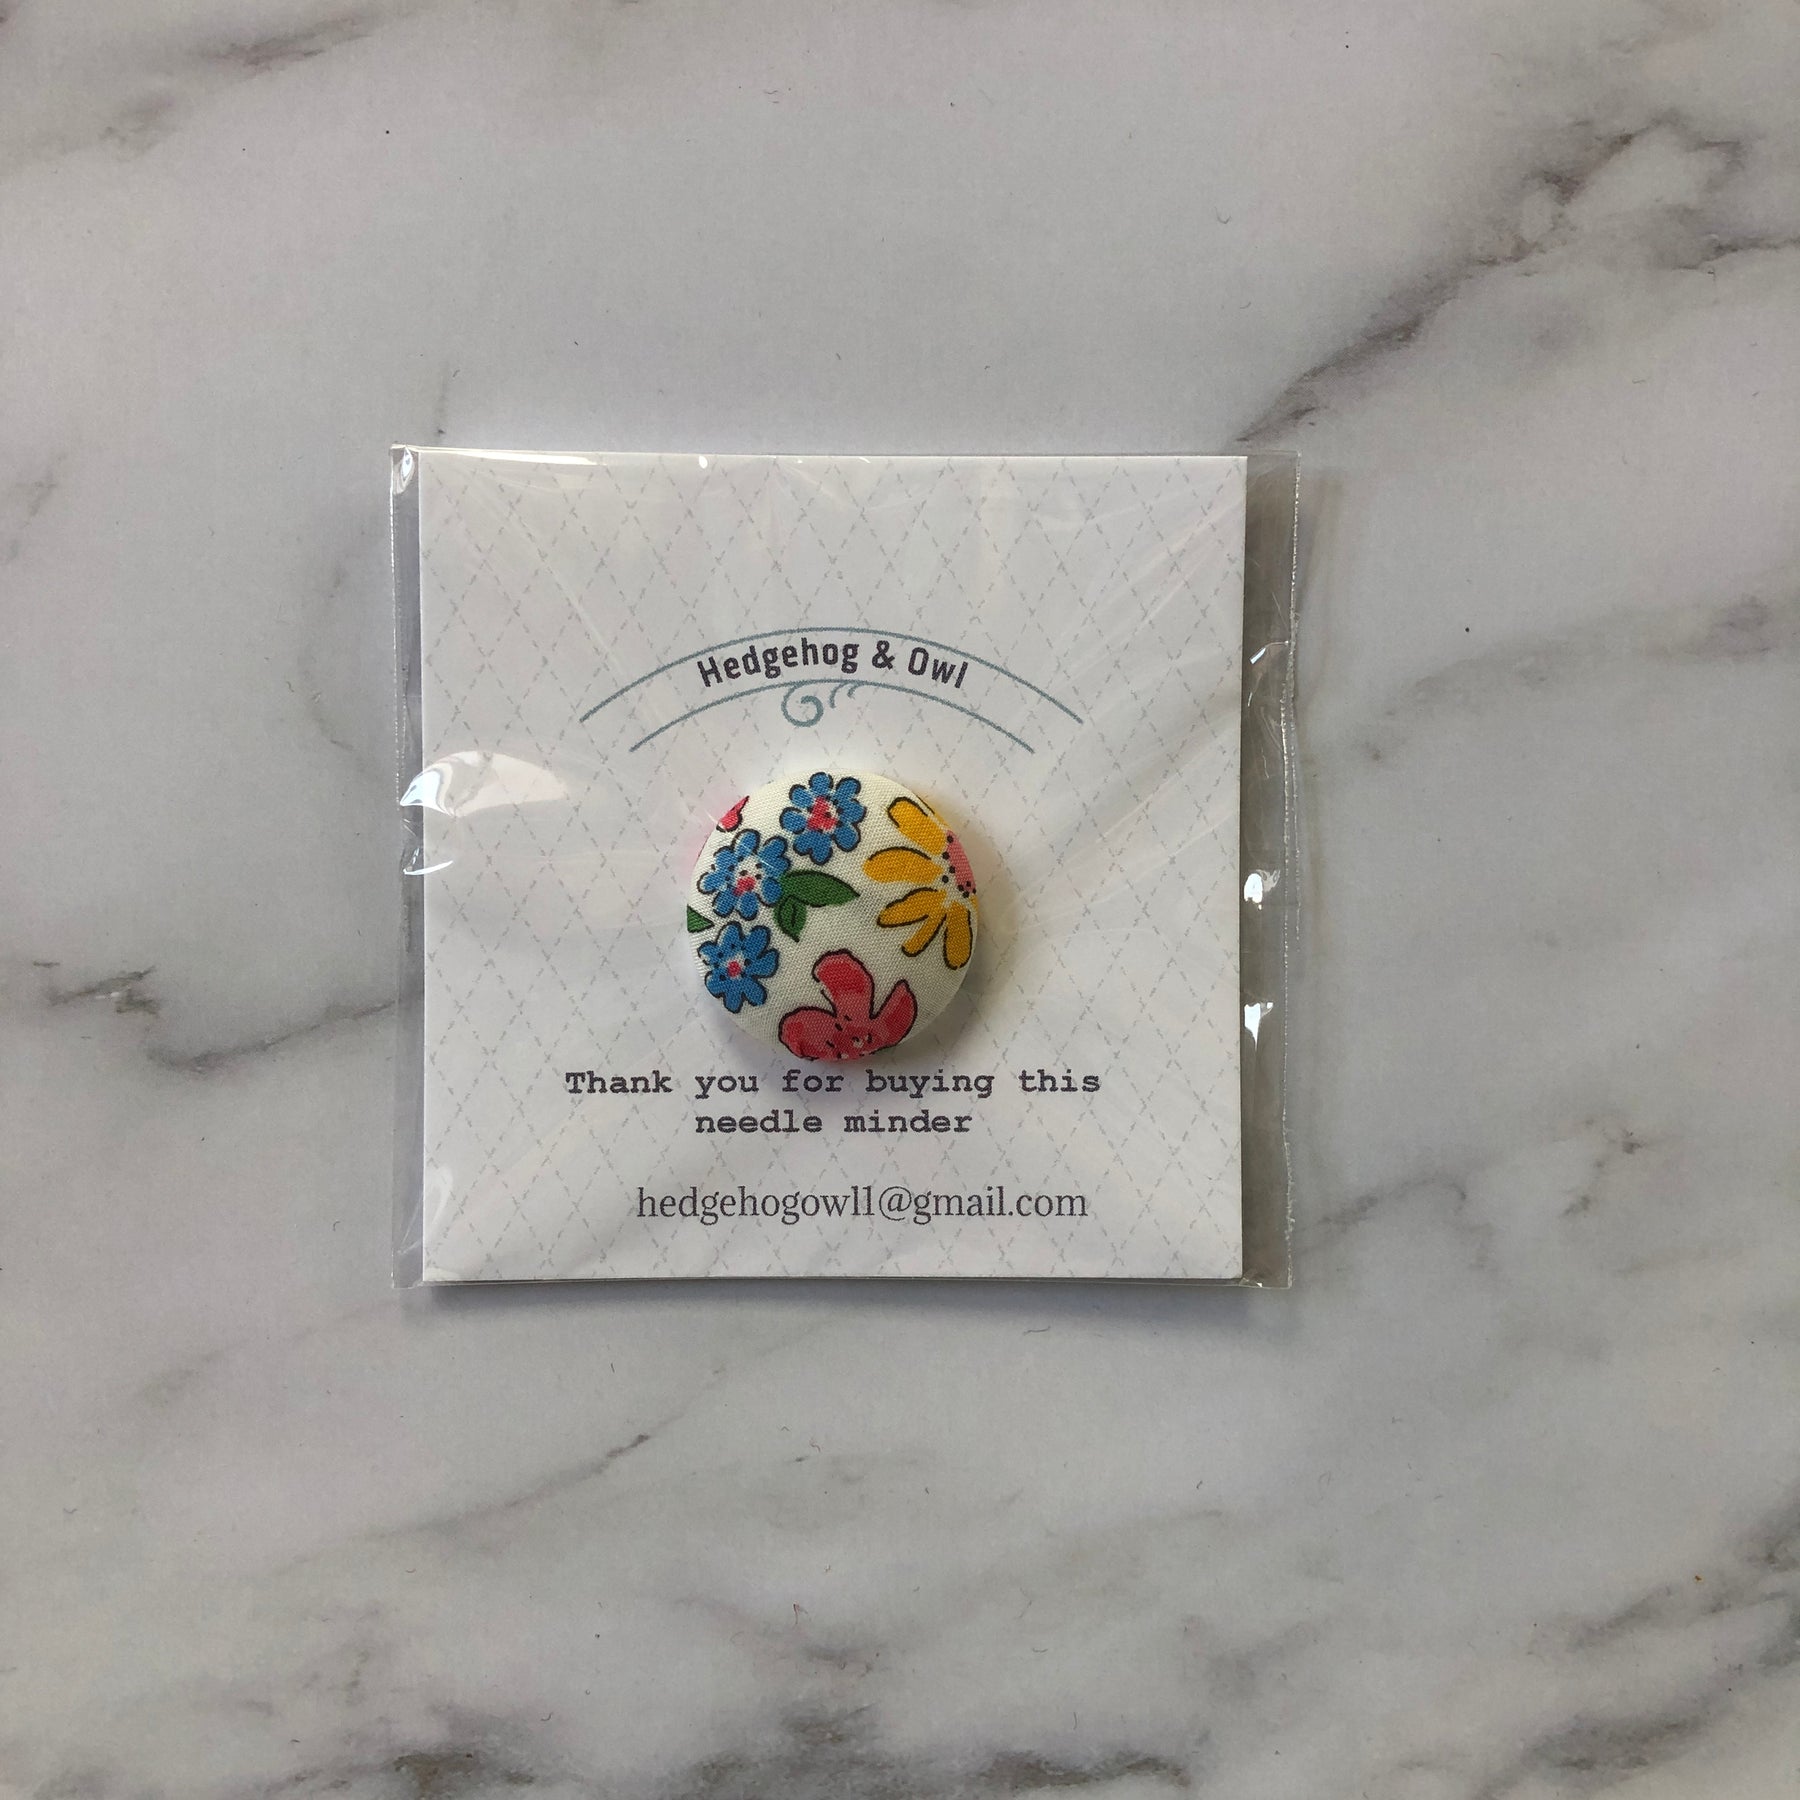 Hedgehog & Owl
Thank you for buying this
needle minder
hedgehogowl1@gmail.com